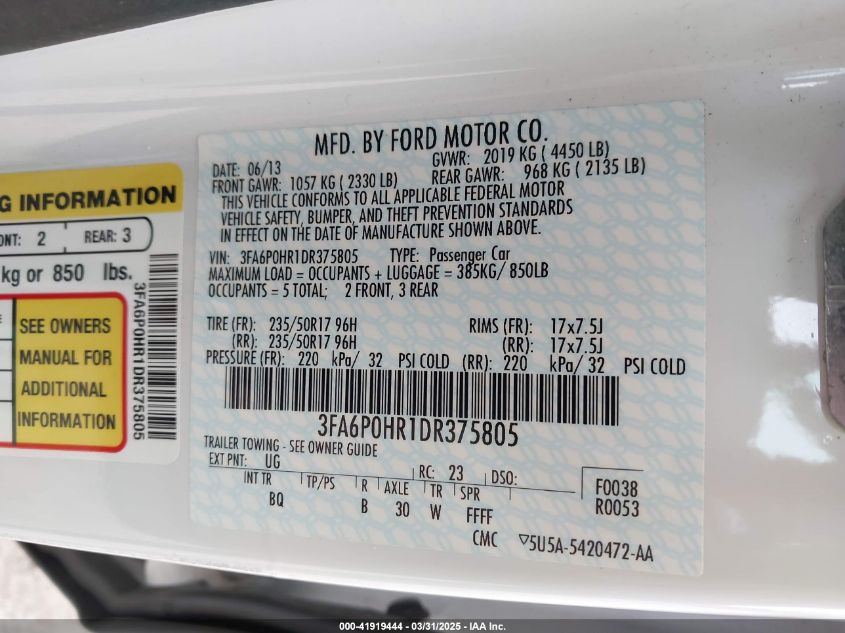 MFD. BY FORD MOTOR CO.
DATE: 06/13 GVWR: 2019 KG ( 4450 LB)
FRONT GAWR: 1057 KG ( 2330 LB) REAR GAWR: 968 KG ( 2135 LB)
THIS VEHICLE CONFORMS TO ALL APPLICABLE FEDERAL MOTOR
VEHICLE SAFETY, BUMPER, AND THEFT PREVENTION STANDARDS
IN EFFECT ON THE DATE OF MANUFACTURE SHOWN ABOVE.
VIN: 3FA6P0HR1DR375805 TYPE: Passenger Car
MAXIMUM LOAD = OCCUPANTS + LUGGAGE = 385KG/ 850LB
OCCUPANTS = 5 TOTAL; 2 FRONT, 3 REAR
TIRE (FR): 235/50R17 96H RIMS (FR): 17x7.5J
(RR): 235/50R17 96H (RR): 17x7.5J
PRESSURE (FR): 220 kPa/ 32 PSI COLD (RR): 220 kPa/ 32 PSI COLD
3FA6P0HR1DR375805
TRAILER TOWING - SEE OWNER GUIDE
EXT PNT: UG RC: 23 DSO:
INT TR TP/PS R AXLE TR SPR F0038
BQ B 30 W FFFF R0053
CMC ▽5U5A-5420472-AA
INFORMATION
2 REAR: 3
kg or 850 lbs.
SEE OWNERS
MANUAL FOR
ADDITIONAL
INFORMATION
3FA6P0HR1DR375805
000-41919444 - 03/31/2025 - IAA Inc.